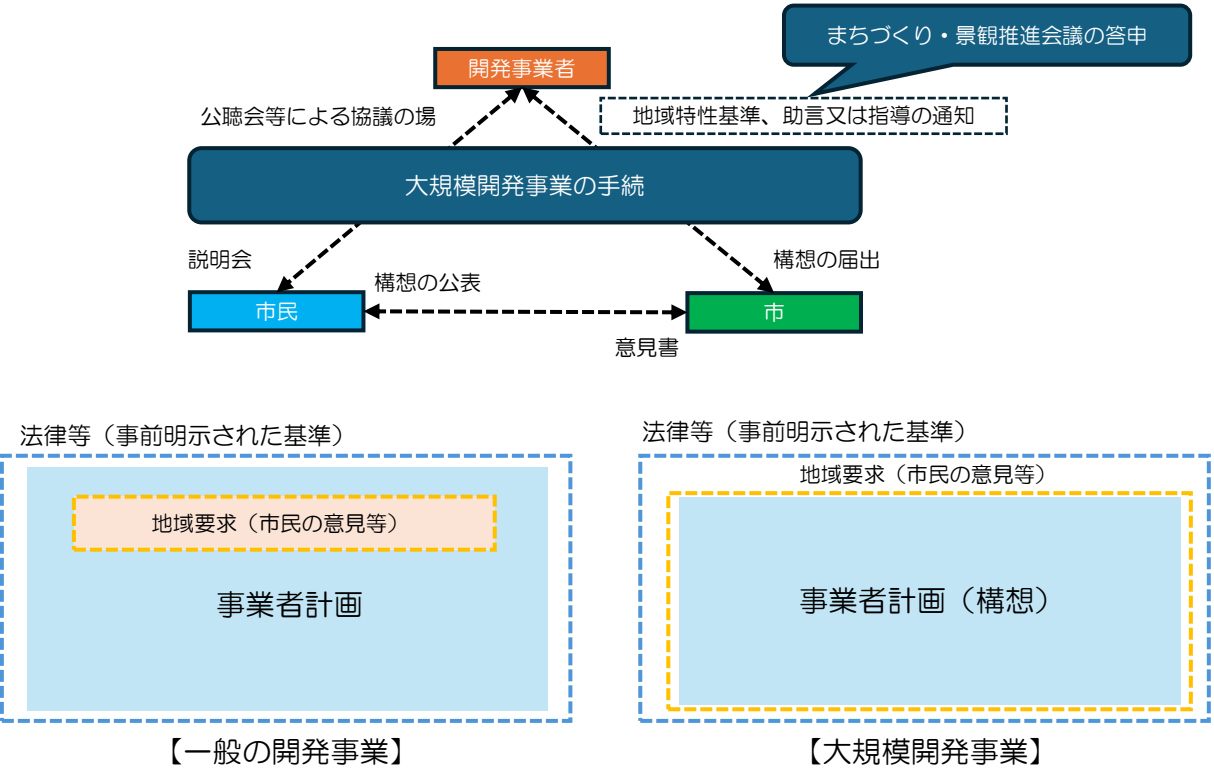 まちづくり・景観推進会議の答申
開発事業者
公聴会等による協議の場
地域特性基準、助言又は指導の通知
大規模開発事業の手続
説明会
構想の届出
構想の公表
市民
市
意見書
法律等（事前明示された基準）
地域要求（市民の意見等）
事業者計画
【一般の開発事業】
法律等（事前明示された基準）
地域要求（市民の意見等）
事業者計画（構想）
【大規模開発事業】